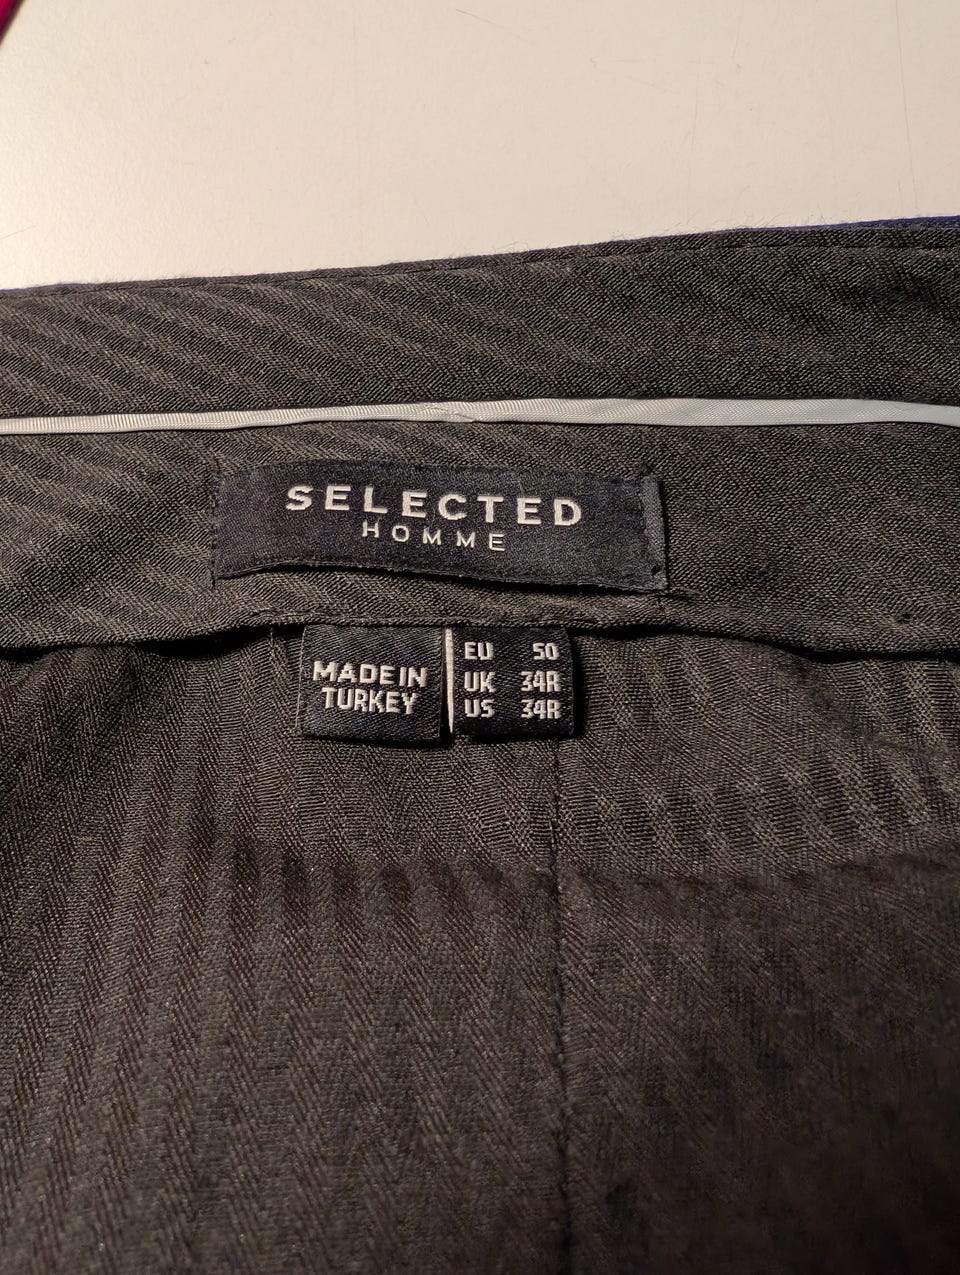 SELECTED
HOMME
MADE IN
TURKEY
EU 50
UK 34R
US 34R